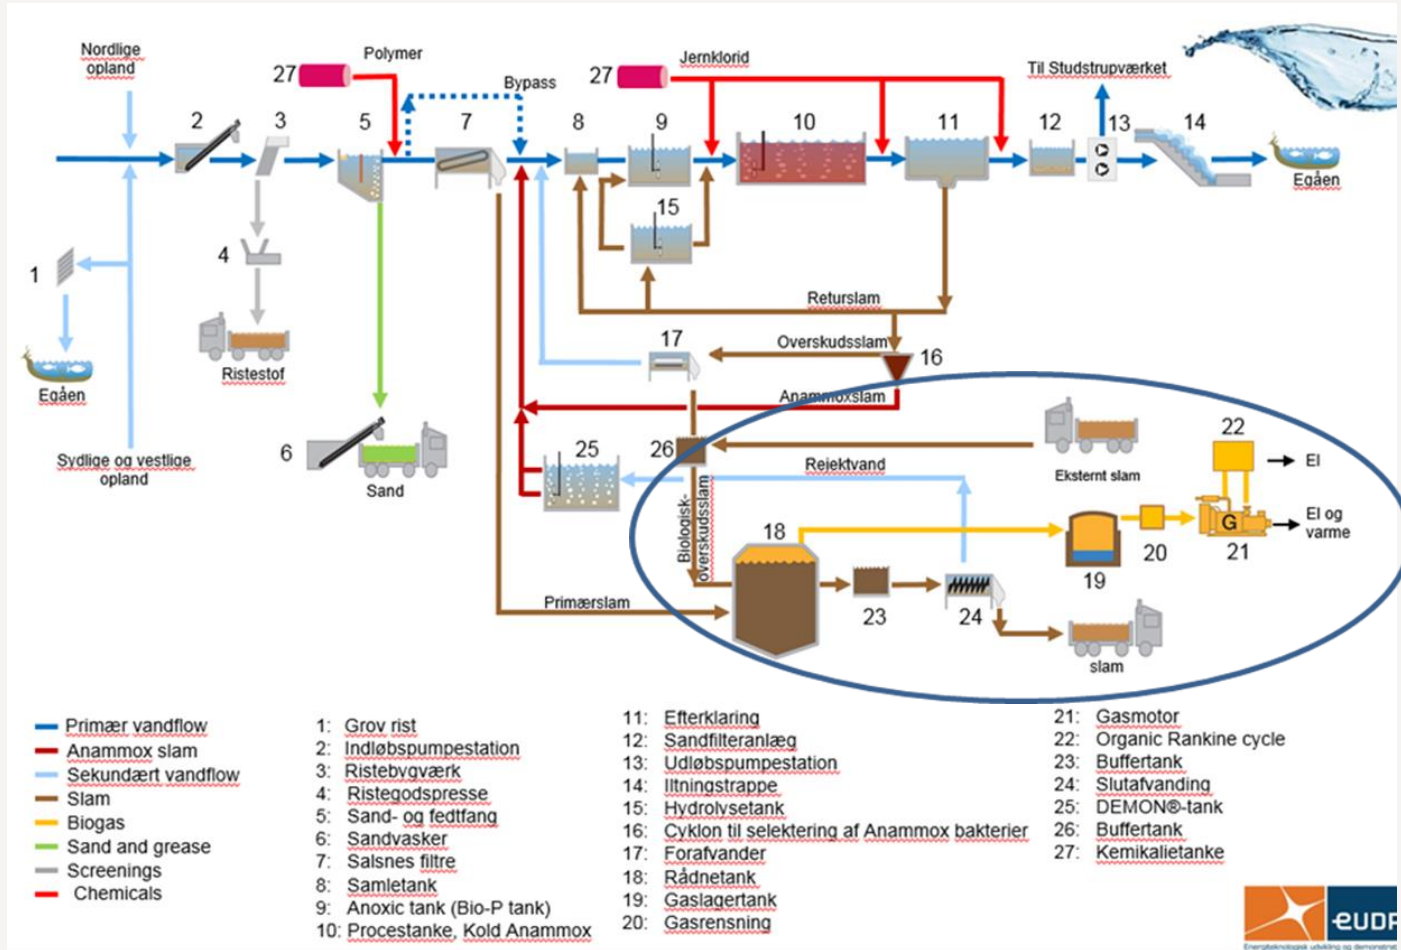 Nordlige
opland
27
Polymer
Bypass
27
Jernklorid
Til Studstrupværket
2
3
5
7
8
9
10
11
12
13
14
Egåen
1
4
15
Returslam
Ristestof
Egåen
17
Overskudsslam
16
Anammoxslam
Sydlige og vestlige
opland
6
Sand
25
26
Rejektvand
Eksternt slam
22
El
G
El og
varme
21
20
19
Biologisk-
overskudsslam
18
Primærslam
23
24
slam
Primær vandflow
Anammox slam
Sekundært vandflow
Slam
Biogas
Sand and grease
Screenings
Chemicals
1: Grov rist
2: Indløbspumpestation
3: Ristebygværk
4: Ristegodspresse
5: Sand- og fedtfang
6: Sandvasker
7: Salsnes filtre
8: Samletank
9: Anoxic tank (Bio-P tank)
10: Procestanke, Kold Anammox
11: Efterklaring
12: Sandfilteranlæg
13: Udløbspumpestation
14: Iltningstrappe
15: Hydrolysetank
16: Cyklon til selektering af Anammox bakterier
17: Forafvander
18: Rådnetank
19: Gaslagertank
20: Gasrensning
21: Gasmotor
22: Organic Rankine cycle
23: Buffertank
24: Slutafvanding
25: DEMON®-tank
26: Buffertank
27: Kemikalietanke
Energiteknologisk udvikling og